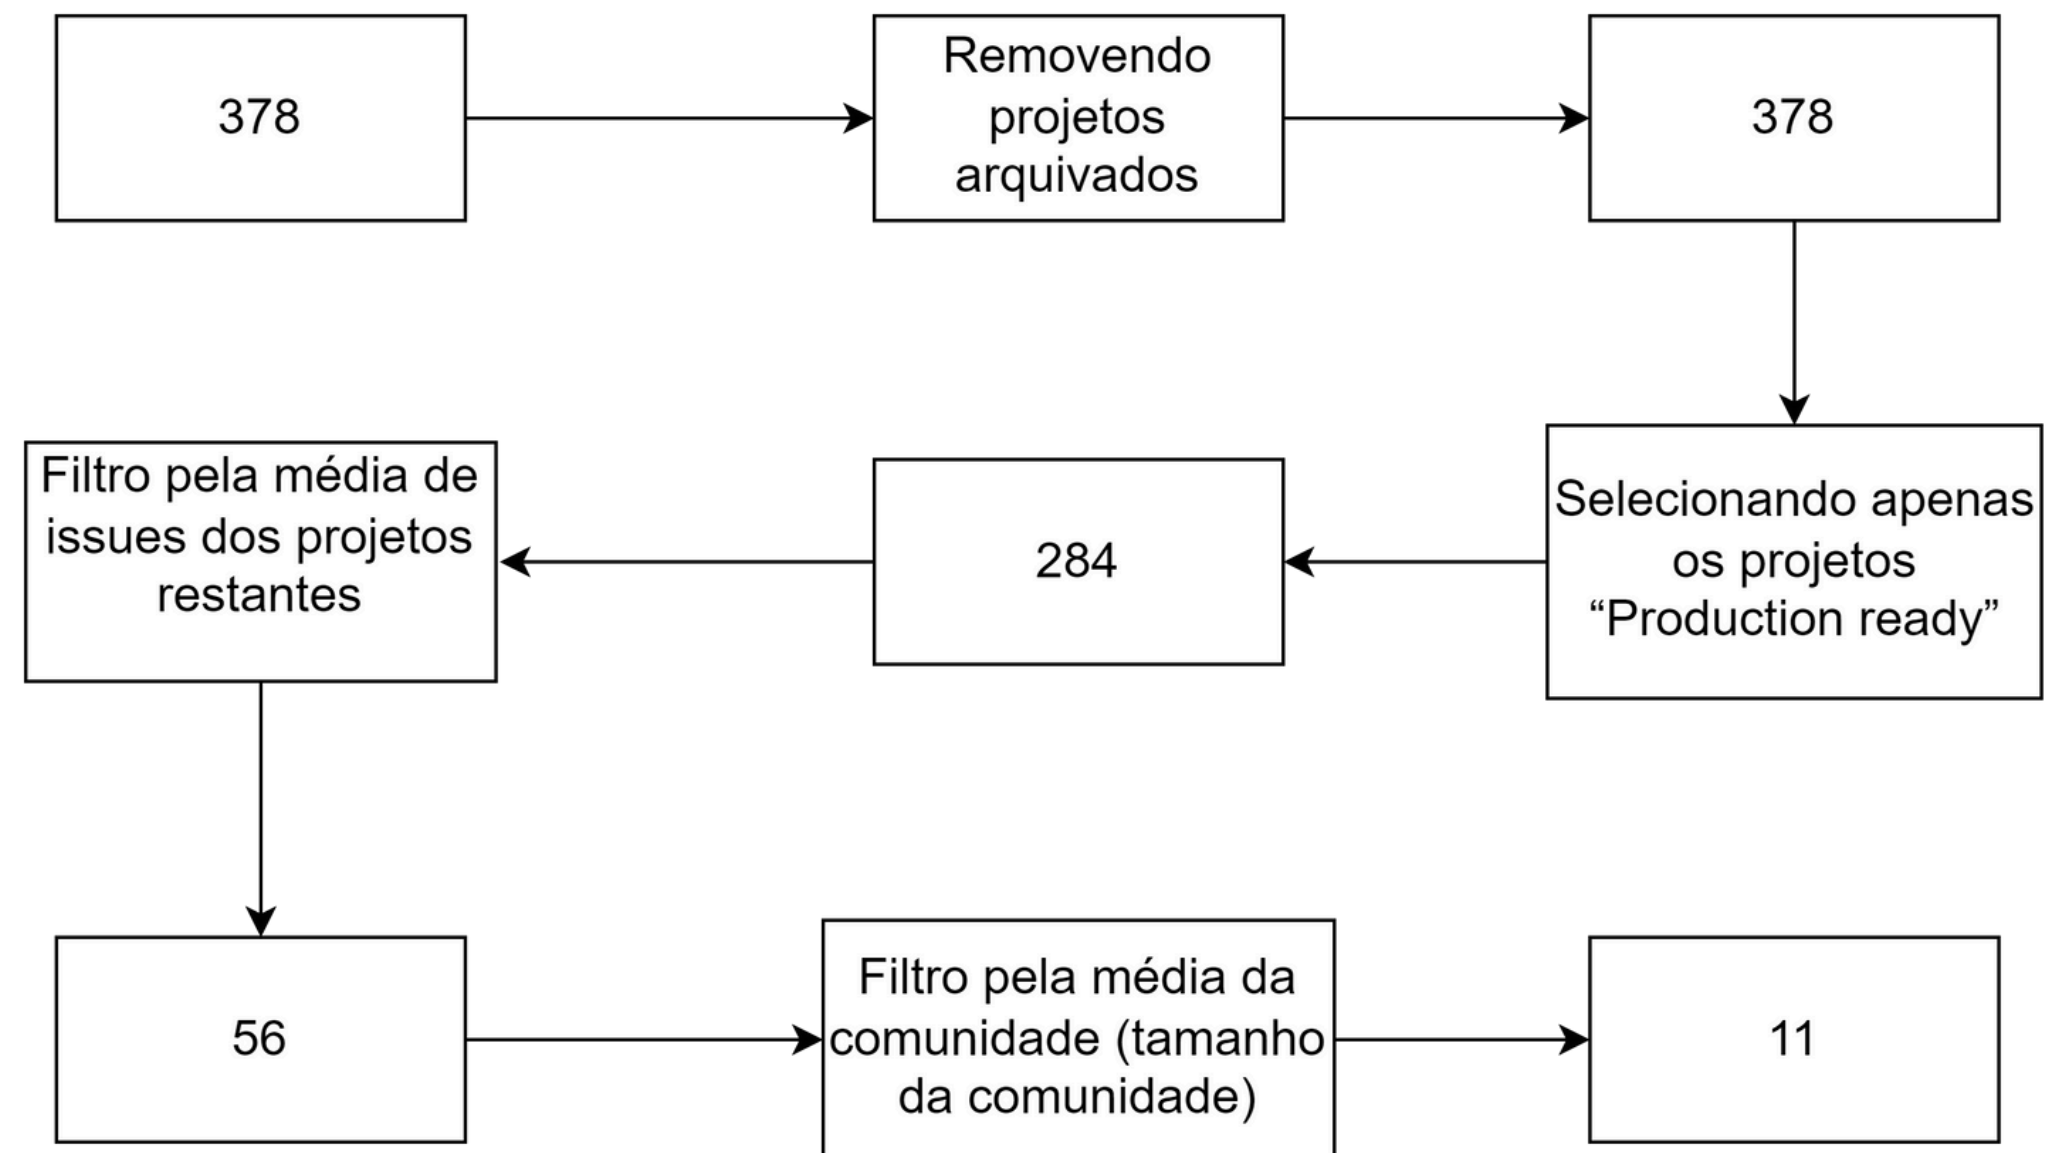 378
Removendo
projetos
arquivados
378
Selecionando apenas
os projetos
“Production ready”
284
Filtro pela média de
issues dos projetos
restantes
56
Filtro pela média da
comunidade (tamanho
da comunidade)
11